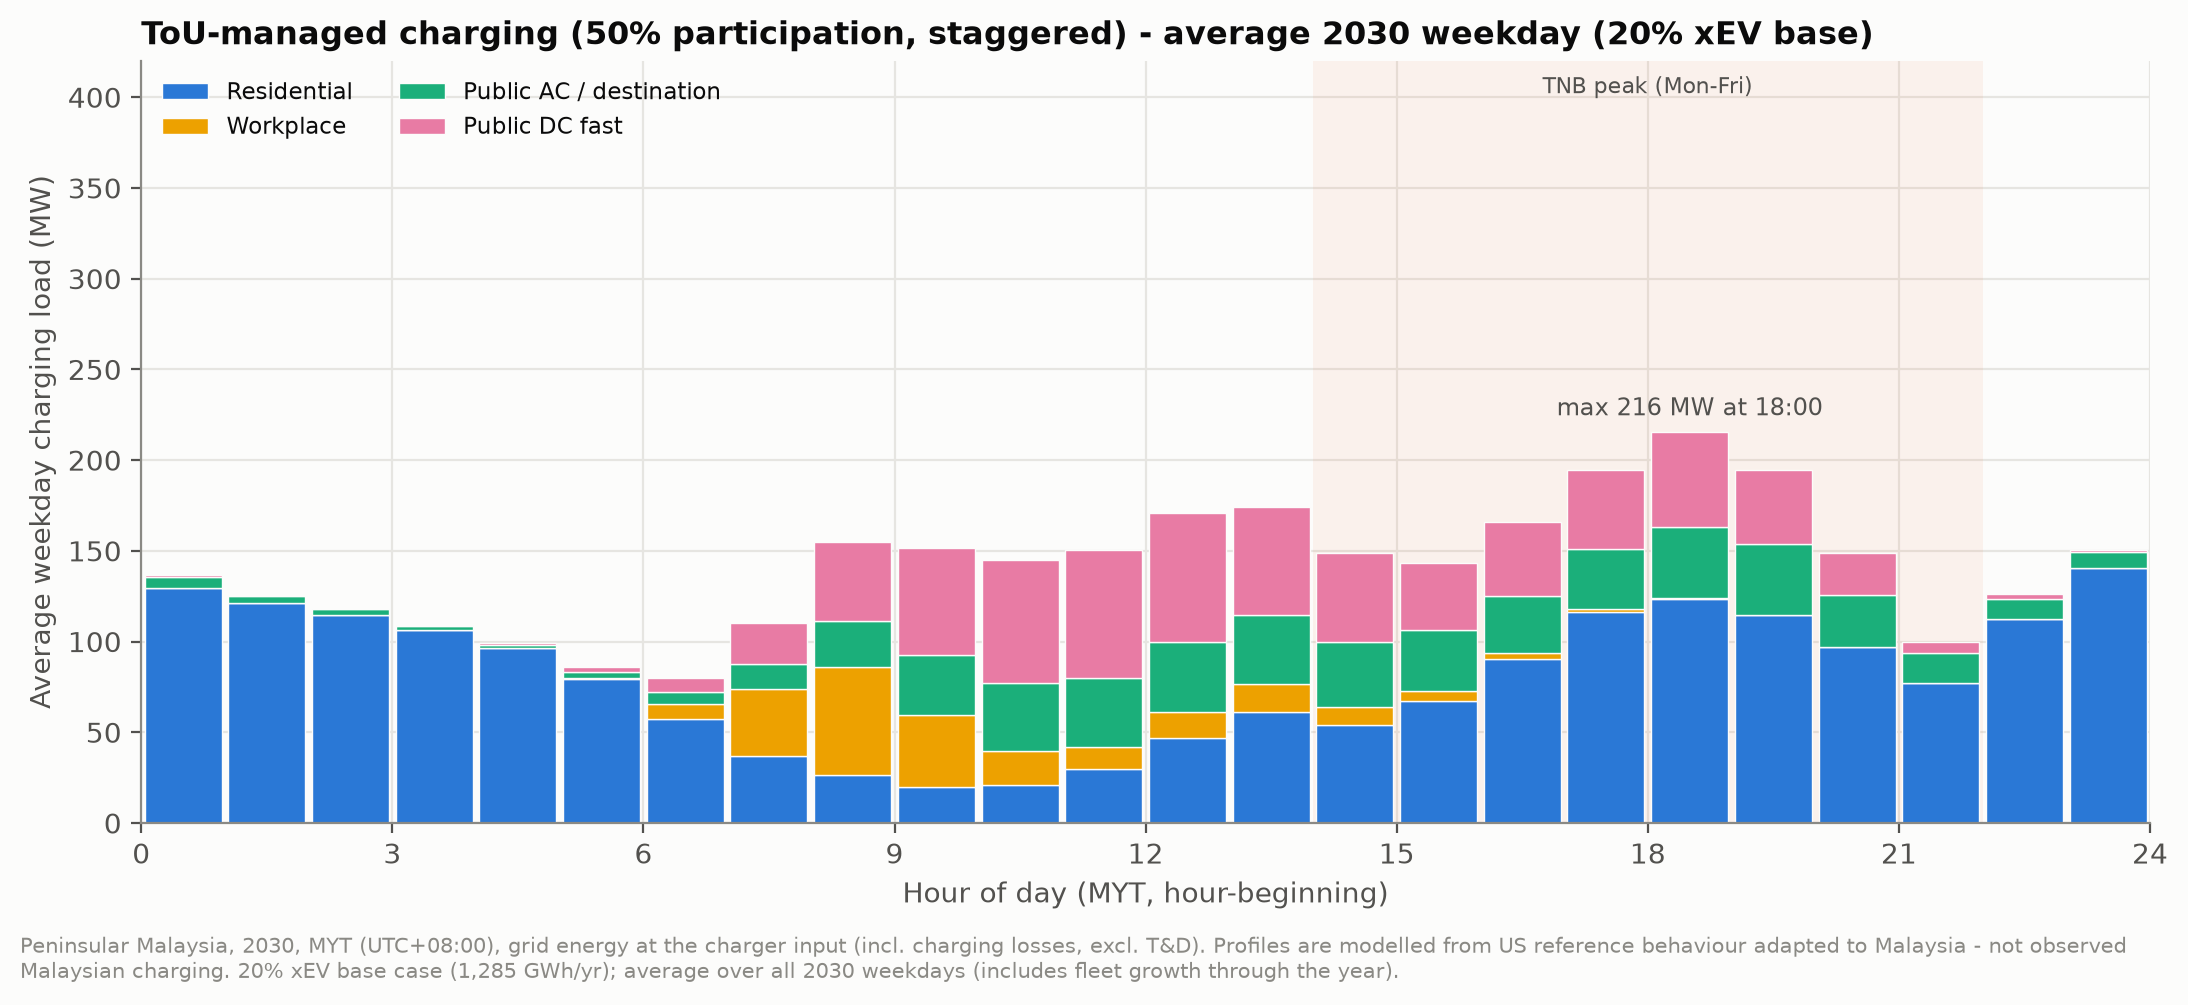 ToU-managed charging (50% participation, staggered) - average 2030 weekday (20% xEV base)
Residential
Workplace
Public AC / destination
Public DC fast
TNB peak (Mon-Fri)
max 216 MW at 18:00
Average weekday charging load (MW)
400
350
300
250
200
150
100
50
0
0 3 6 9 12 15 18 21 24
Hour of day (MYT, hour-beginning)
Peninsular Malaysia, 2030, MYT (UTC+08:00), grid energy at the charger input (incl. charging losses, excl. T&D). Profiles are modelled from US reference behaviour adapted to Malaysia - not observed
Malaysian charging. 20% xEV base case (1,285 GWh/yr); average over all 2030 weekdays (includes fleet growth through the year).